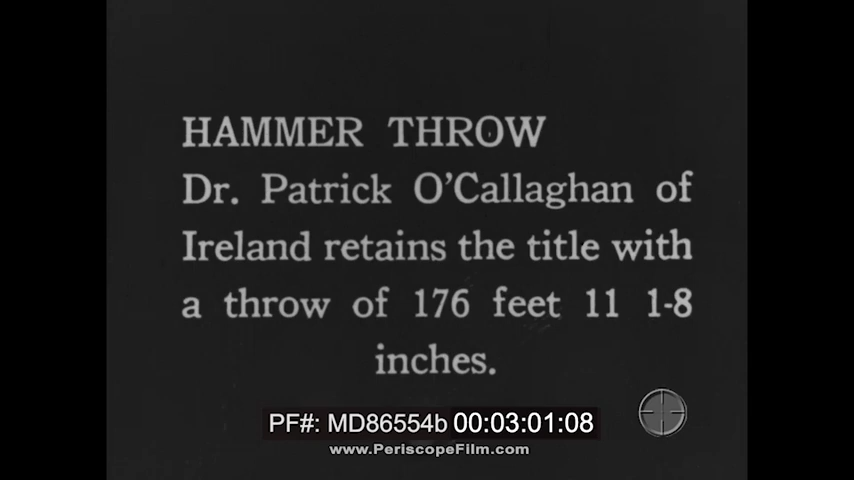 HAMMER THROW
Dr. Patrick O'Callaghan of
Ireland retains the title with
a throw of 176 feet 11 1-8
inches.
PF#: MD86554b 00:03:01:08
www.PeriscopeFilm.com